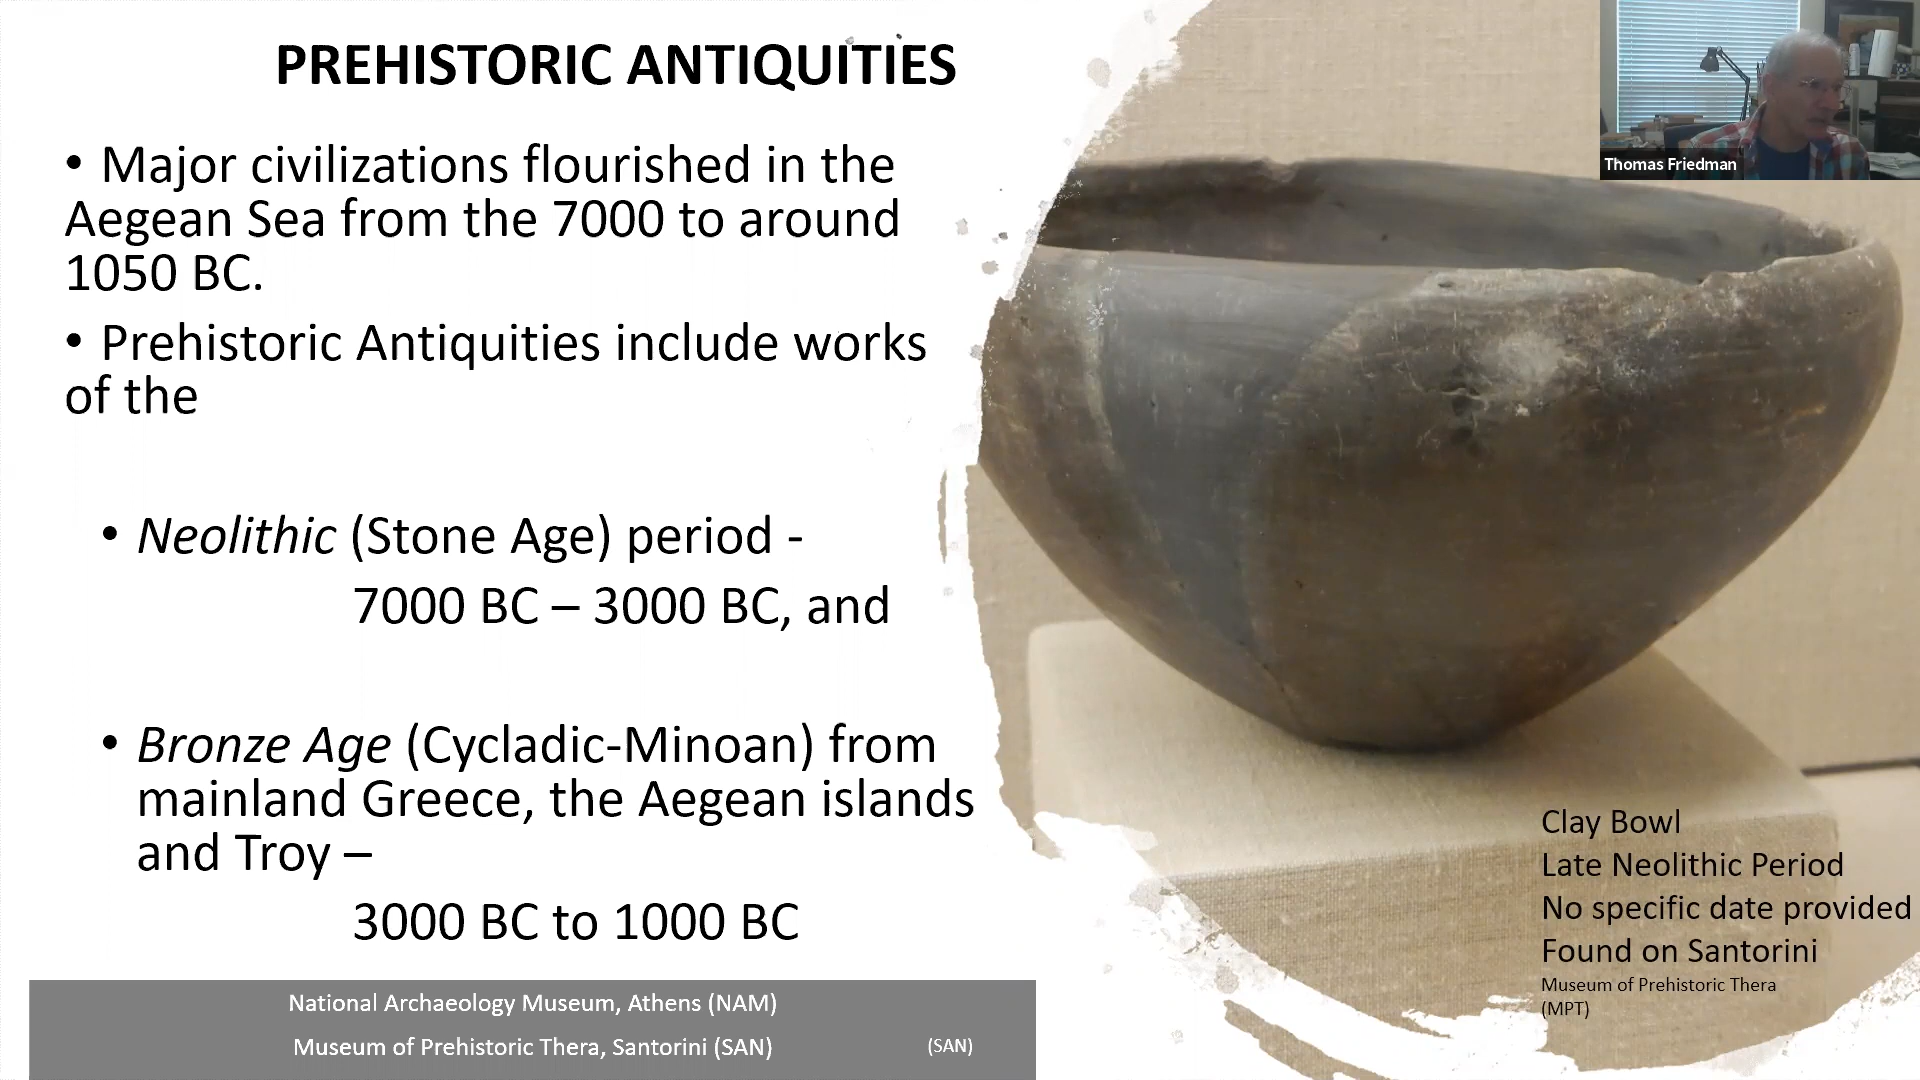 PREHISTORIC ANTIQUITIES
• Major civilizations flourished in the
Aegean Sea from the 7000 to around
1050 BC.
• Prehistoric Antiquities include works
of the
• Neolithic (Stone Age) period -
7000 BC – 3000 BC, and
• Bronze Age (Cycladic-Minoan) from
mainland Greece, the Aegean islands
and Troy –
3000 BC to 1000 BC
National Archaeology Museum, Athens (NAM)
Museum of Prehistoric Thera, Santorini (SAN)
(SAN)
Thomas Friedman
Clay Bowl
Late Neolithic Period
No specific date provided
Found on Santorini
Museum of Prehistoric Thera
(MPT)